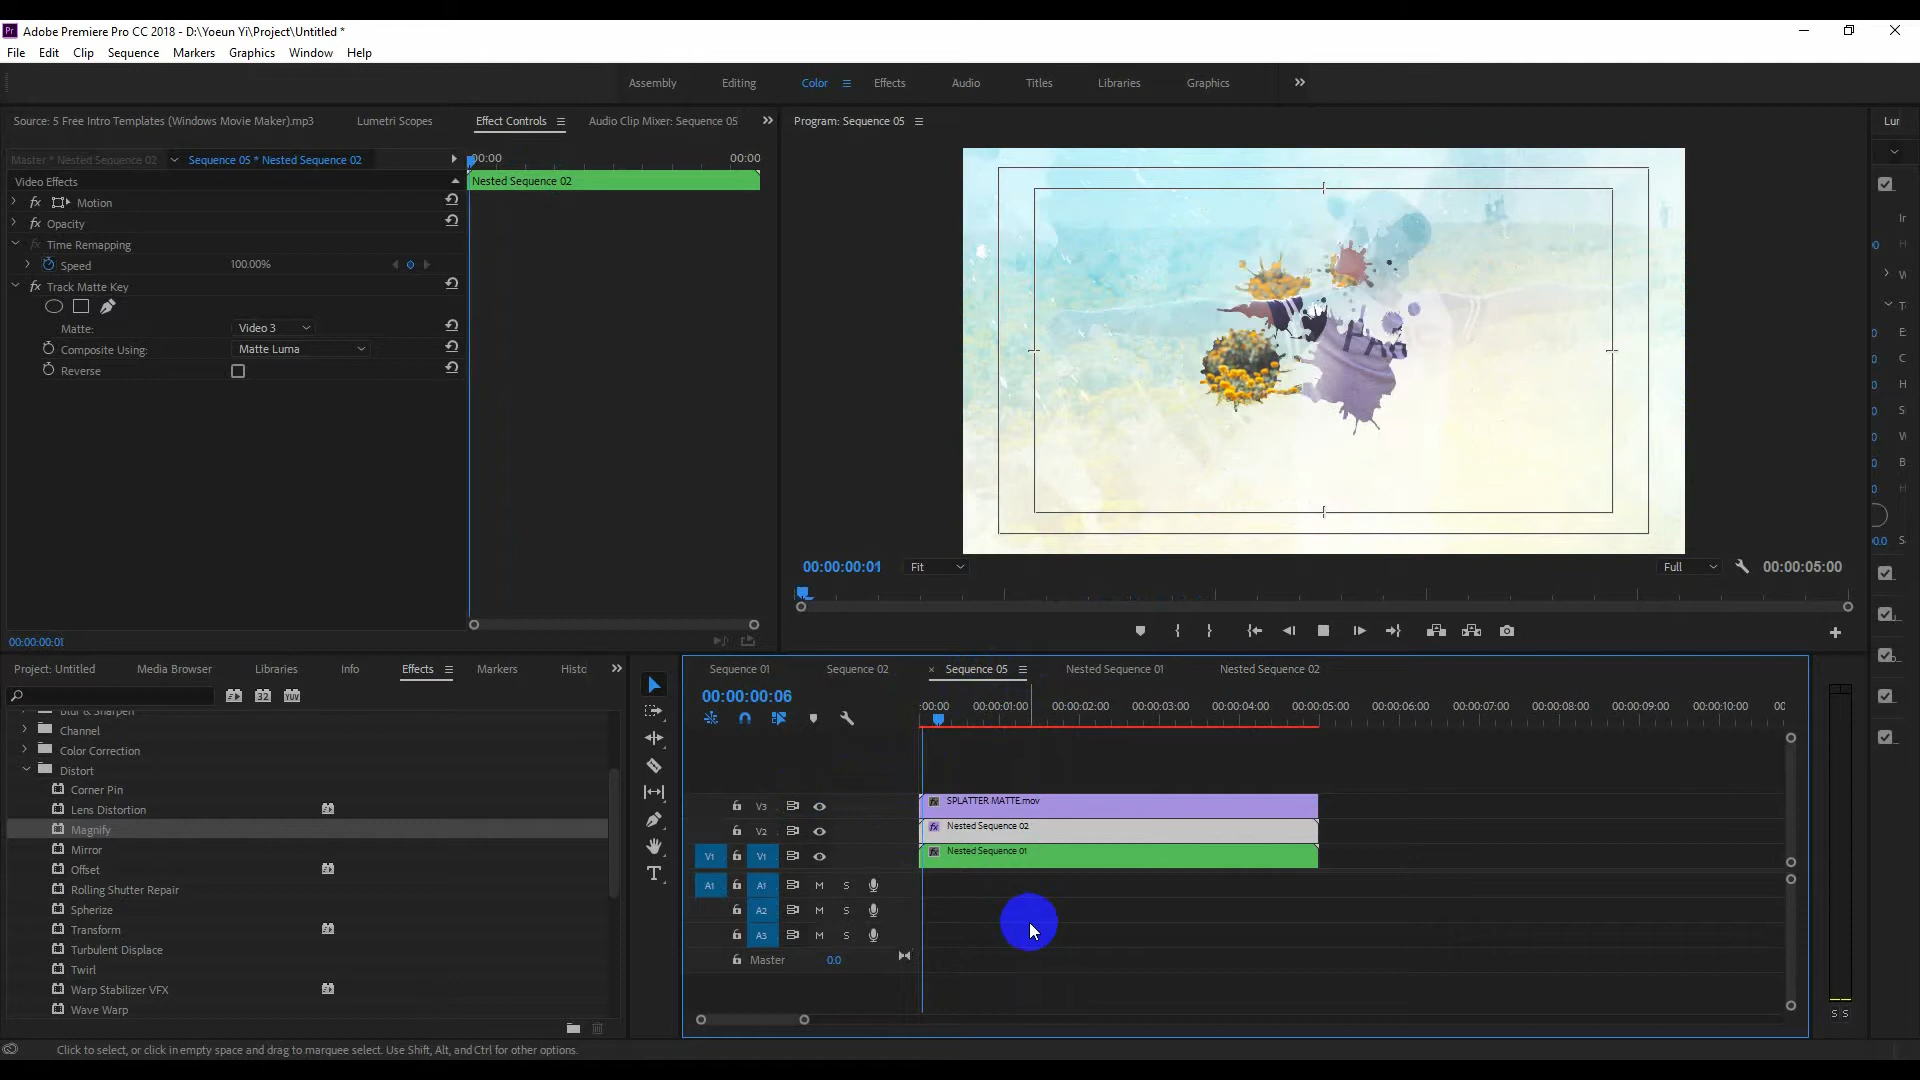 Adobe Premiere Pro CC 2018 - D:\Yoeun Yi\Project\Untitled *
File Edit Clip Sequence Markers Graphics Window Help
Assembly Editing Color Effects Audio Titles Libraries Graphics
Source: 5 Free Intro Templates (Windows Movie Maker).mp3 Lumetri Scopes Effect Controls Audio Clip Mixer: Sequence 05
Program: Sequence 05
Lur
Master * Nested Sequence 02 Sequence 05 * Nested Sequence 02
00:00 00:00
Video Effects
Nested Sequence 02
fx Motion
fx Opacity
fx Time Remapping
Speed 100.00%
fx Track Matte Key
Matte: Video 3
Composite Using: Matte Luma
Reverse
00:00:00:01
00:00:00:01 Fit Full 00:00:05:00
Project: Untitled Media Browser Libraries Info Effects Markers Histo
Blur & Sharpen
Channel
Color Correction
Distort
Corner Pin
Lens Distortion
Magnify
Mirror
Offset
Rolling Shutter Repair
Spherize
Transform
Turbulent Displace
Twirl
Warp Stabilizer VFX
Wave Warp
Sequence 01 Sequence 02 × Sequence 05 Nested Sequence 01 Nested Sequence 02
00:00:00:06
:00:00 00:00:01:00 00:00:02:00 00:00:03:00 00:00:04:00 00:00:05:00 00:00:06:00 00:00:07:00 00:00:08:00 00:00:09:00 00:00:10:00
V3 fx SPLATTER MATTE.mov
V2 fx Nested Sequence 02
V1 V1 fx Nested Sequence 01
A1 A1 M S
A2 M S
A3 M S
Master 0.0
S S
Click to select, or click in empty space and drag to marquee select. Use Shift, Alt, and Ctrl for other options.